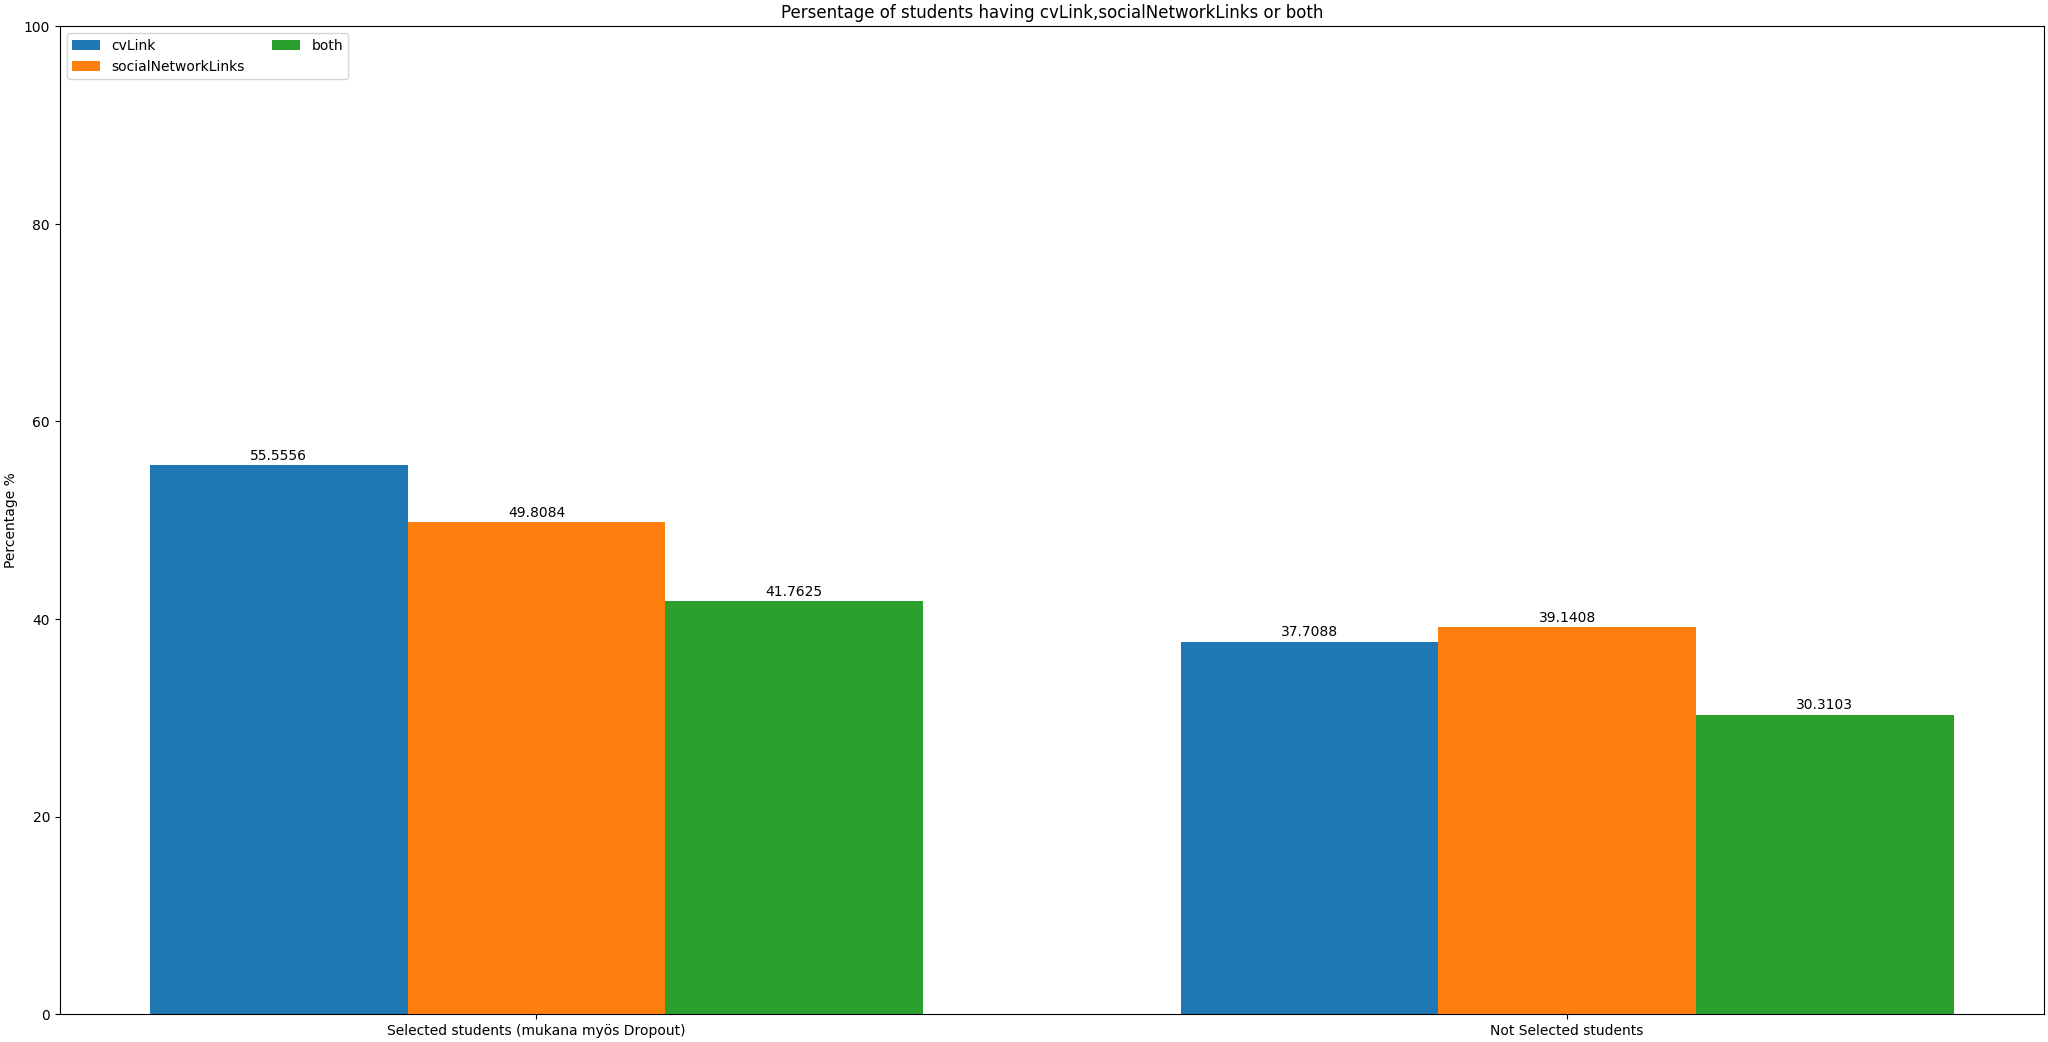 Persentage of students having cvLink,socialNetworkLinks or both
cvLink
socialNetworkLinks
both
Percentage %
100
80
60
40
20
0
55.5556
49.8084
41.7625
37.7088
39.1408
30.3103
Selected students (mukana myös Dropout)
Not Selected students